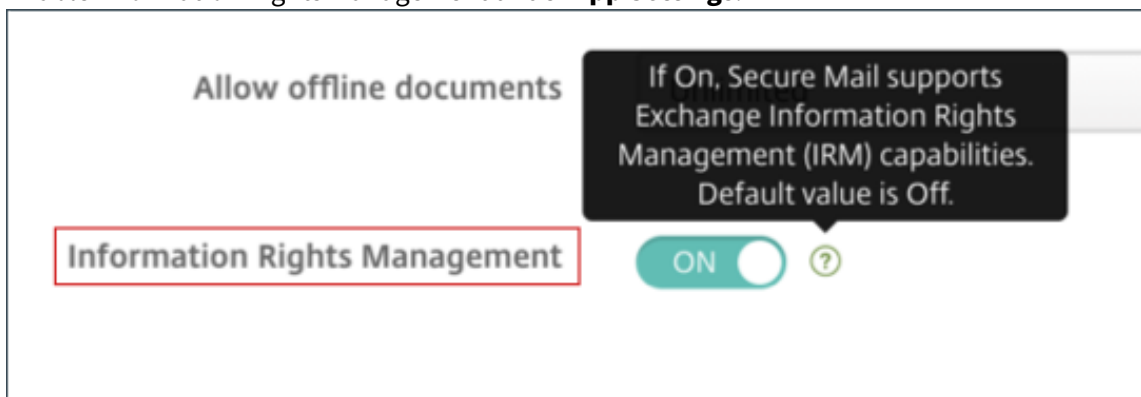 Allow offline documents
If On, Secure Mail supports
Exchange Information Rights
Management (IRM) capabilities.
Default value is Off.
Information Rights Management
ON
?